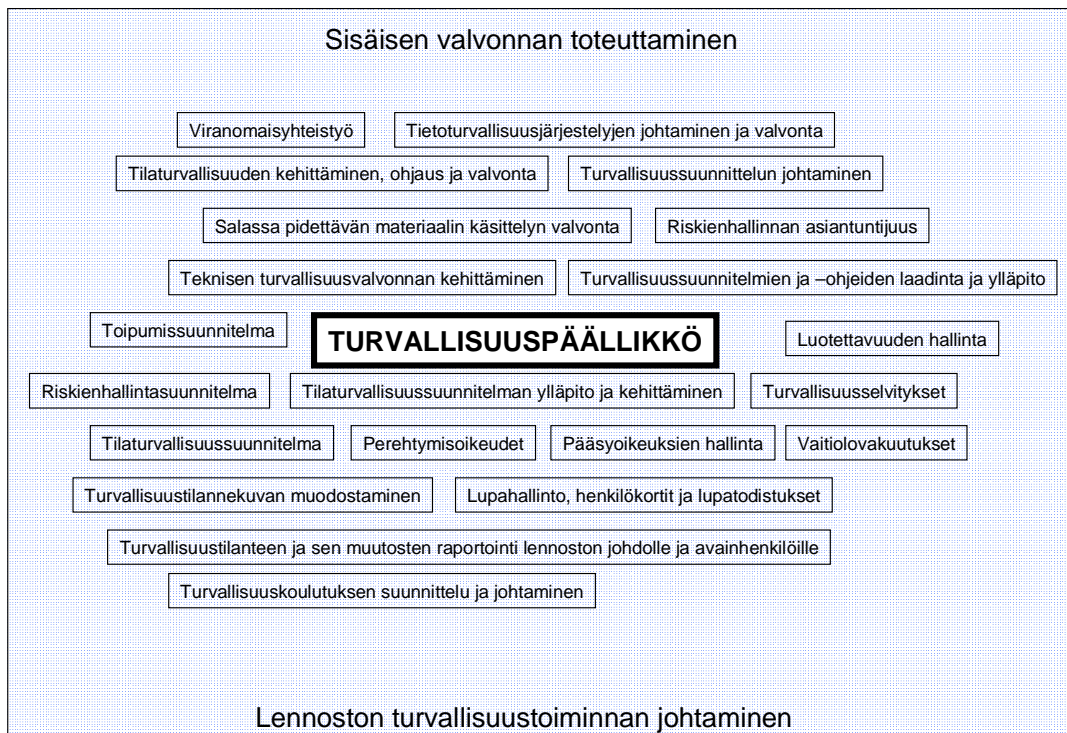 Sisäisen valvonnan toteuttaminen
Viranomaisyhteistyö
Tietoturvallisuusjärjestelyjen johtaminen ja valvonta
Tilaturvallisuuden kehittäminen, ohjaus ja valvonta
Turvallisuussuunnittelun johtaminen
Salassa pidettävän materiaalin käsittelyn valvonta
Riskienhallinnan asiantuntijuus
Teknisen turvallisuusvalvonnan kehittäminen
Turvallisuussuunnitelmien ja –ohjeiden laadinta ja ylläpito
Toipumissuunnitelma
TURVALLISUUSPÄÄLLIKKÖ
Luotettavuuden hallinta
Riskienhallintasuunnitelma
Tilaturvallisuussuunnitelman ylläpito ja kehittäminen
Turvallisuusselvitykset
Tilaturvallisuussuunnitelma
Perehtymisoikeudet
Pääsyoikeuksien hallinta
Vaitiolovakuutukset
Turvallisuustilannekuvan muodostaminen
Lupahallinto, henkilökortit ja lupatodistukset
Turvallisuustilanteen ja sen muutosten raportointi lennoston johdolle ja avainhenkilöille
Turvallisuuskoulutuksen suunnittelu ja johtaminen
Lennoston turvallisuustoiminnan johtaminen